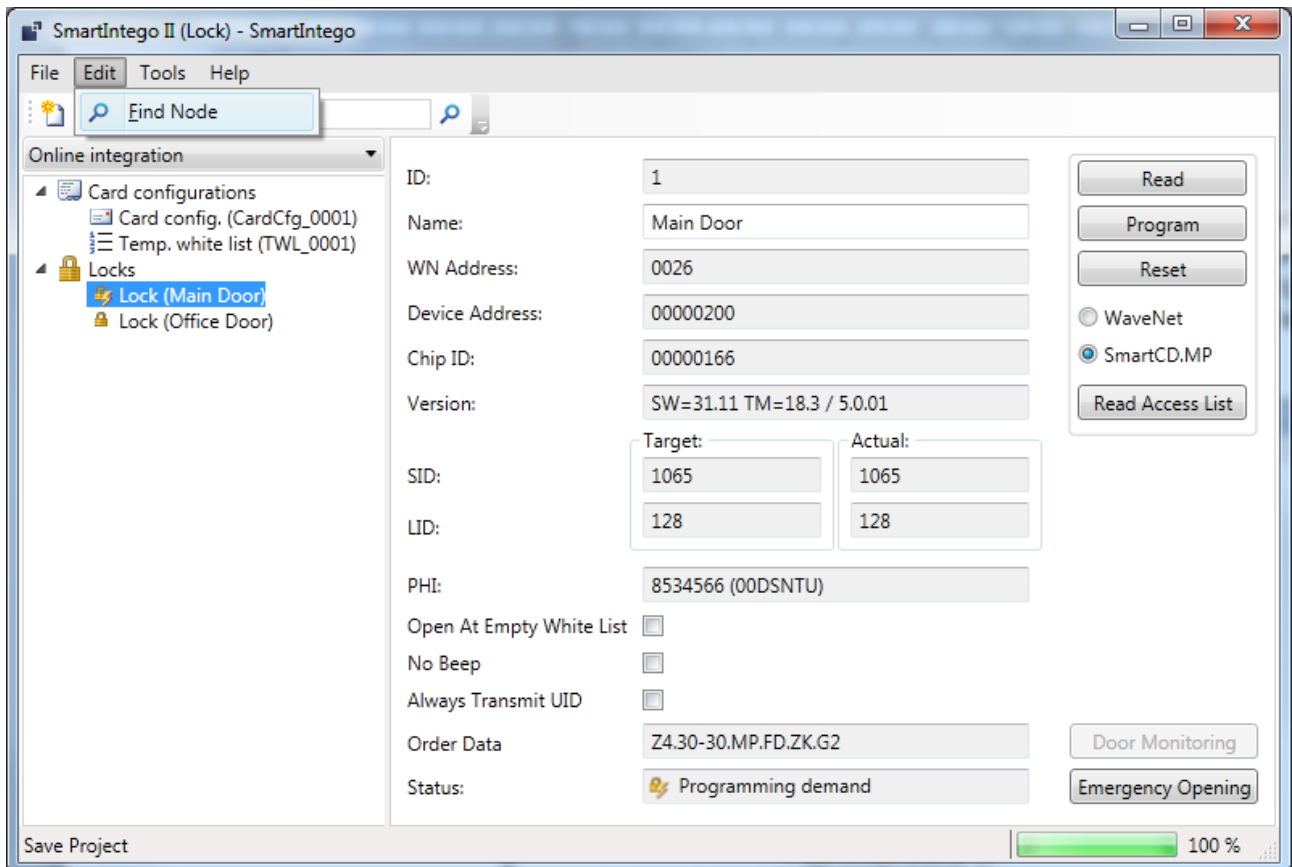 SmartIntego II (Lock) - SmartIntego
File Edit Tools Help
Find Node
Online integration
Card configurations
Card config. (CardCfg_0001)
Temp. white list (TWL_0001)
Locks
Lock (Main Door)
Lock (Office Door)
ID: 1
Name: Main Door
WN Address: 0026
Device Address: 00000200
Chip ID: 00000166
Version: SW=31.11 TM=18.3 / 5.0.01
Target: Actual:
SID: 1065 1065
LID: 128 128
PHI: 8534566 (00DSNTU)
Open At Empty White List
No Beep
Always Transmit UID
Order Data Z4.30-30.MP.FD.ZK.G2
Status: Programming demand
Read
Program
Reset
WaveNet
SmartCD.MP
Read Access List
Door Monitoring
Emergency Opening
Save Project 100 %